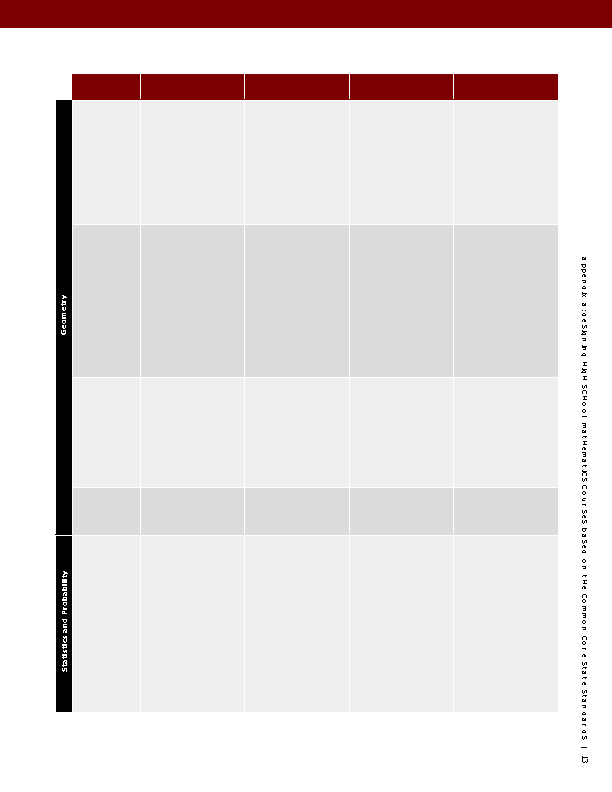 Geometry
Statistics and Probability
appendix a: deSigning HigH SCHool matHematiCS CourSeS baSed on tHe Common Core State StandardS | 13